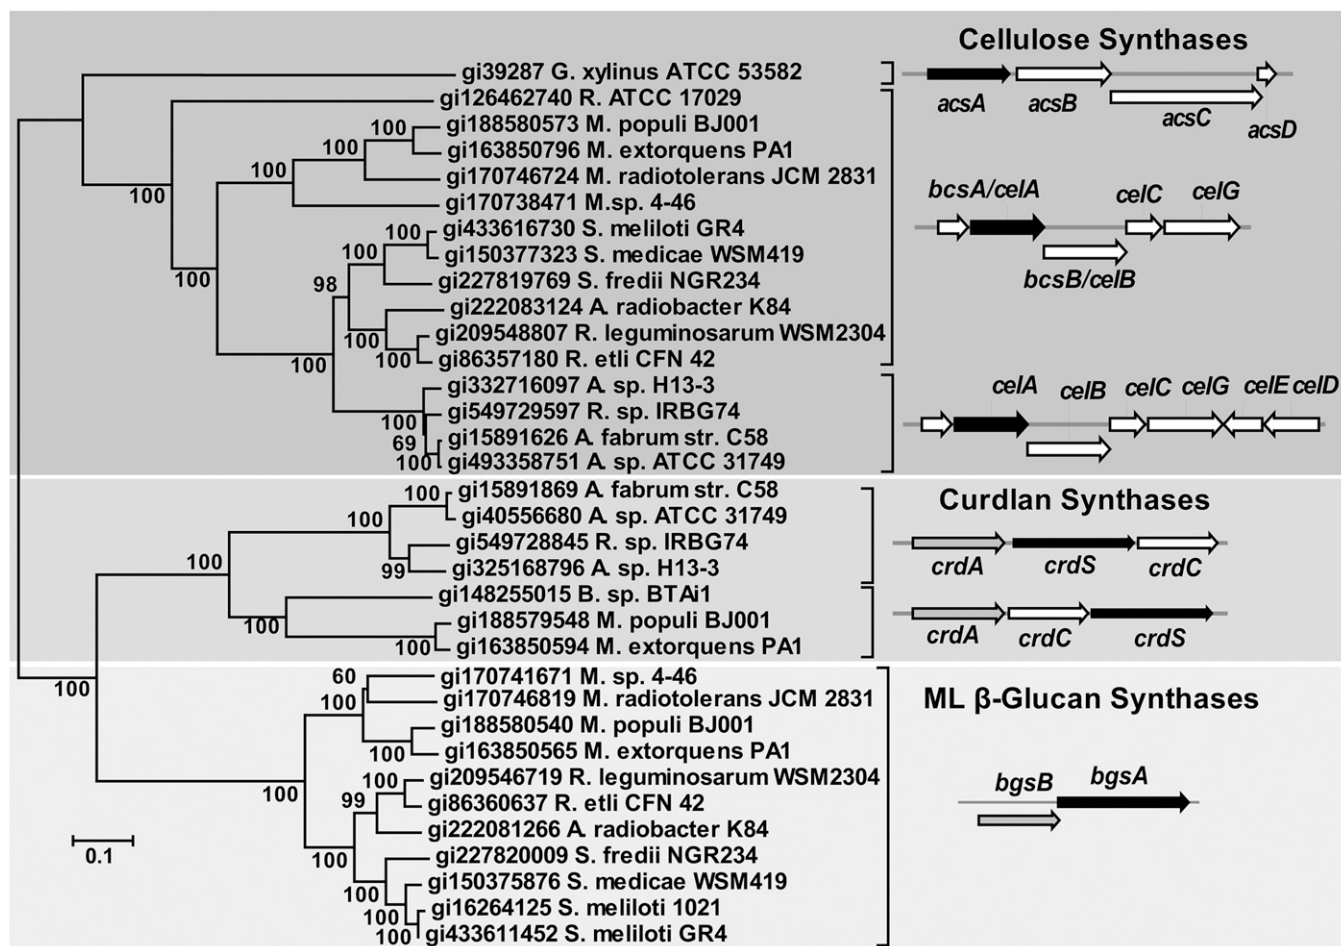 Cellulose Synthases
gi39287 G. xylinus ATCC 53582
acsA
acsB
acsC
acsD
gi126462740 R. ATCC 17029
100
gi188580573 M. populi BJ001
100
gi163850796 M. extorquens PA1
100
gi170746724 M. radiotolerans JCM 2831
100
gi170738471 M.sp. 4-46
bcsA/celA
celC
celG
bcsB/celB
100
gi433616730 S. meliloti GR4
100
gi150377323 S. medicae WSM419
100
gi227819769 S. fredii NGR234
98
gi222083124 A. radiobacter K84
100
gi209548807 R. leguminosarum WSM2304
100
gi86357180 R. etli CFN 42
100
gi332716097 A. sp. H13-3
celA
celB
celC
celG
celE
celD
100
gi549729597 R. sp. IRBG74
69
gi15891626 A. fabrum str. C58
100
gi493358751 A. sp. ATCC 31749
Curdlan Synthases
100
gi15891869 A. fabrum str. C58
100
gi40556680 A. sp. ATCC 31749
gi549728845 R. sp. IRBG74
99
gi325168796 A. sp. H13-3
crdA
crdS
crdC
100
gi148255015 B. sp. BTAi1
100
gi188579548 M. populi BJ001
100
gi163850594 M. extorquens PA1
crdA
crdC
crdS
100
ML β-Glucan Synthases
60
gi170741671 M. sp. 4-46
100
gi170746819 M. radiotolerans JCM 2831
gi188580540 M. populi BJ001
100
gi163850565 M. extorquens PA1
100
bgsB
bgsA
100
gi209546719 R. leguminosarum WSM2304
99
gi86360637 R. etli CFN 42
gi222081266 A. radiobacter K84
100
gi227820009 S. fredii NGR234
100
gi150375876 S. medicae WSM419
100
gi16264125 S. meliloti 1021
100
gi433611452 S. meliloti GR4
0.1